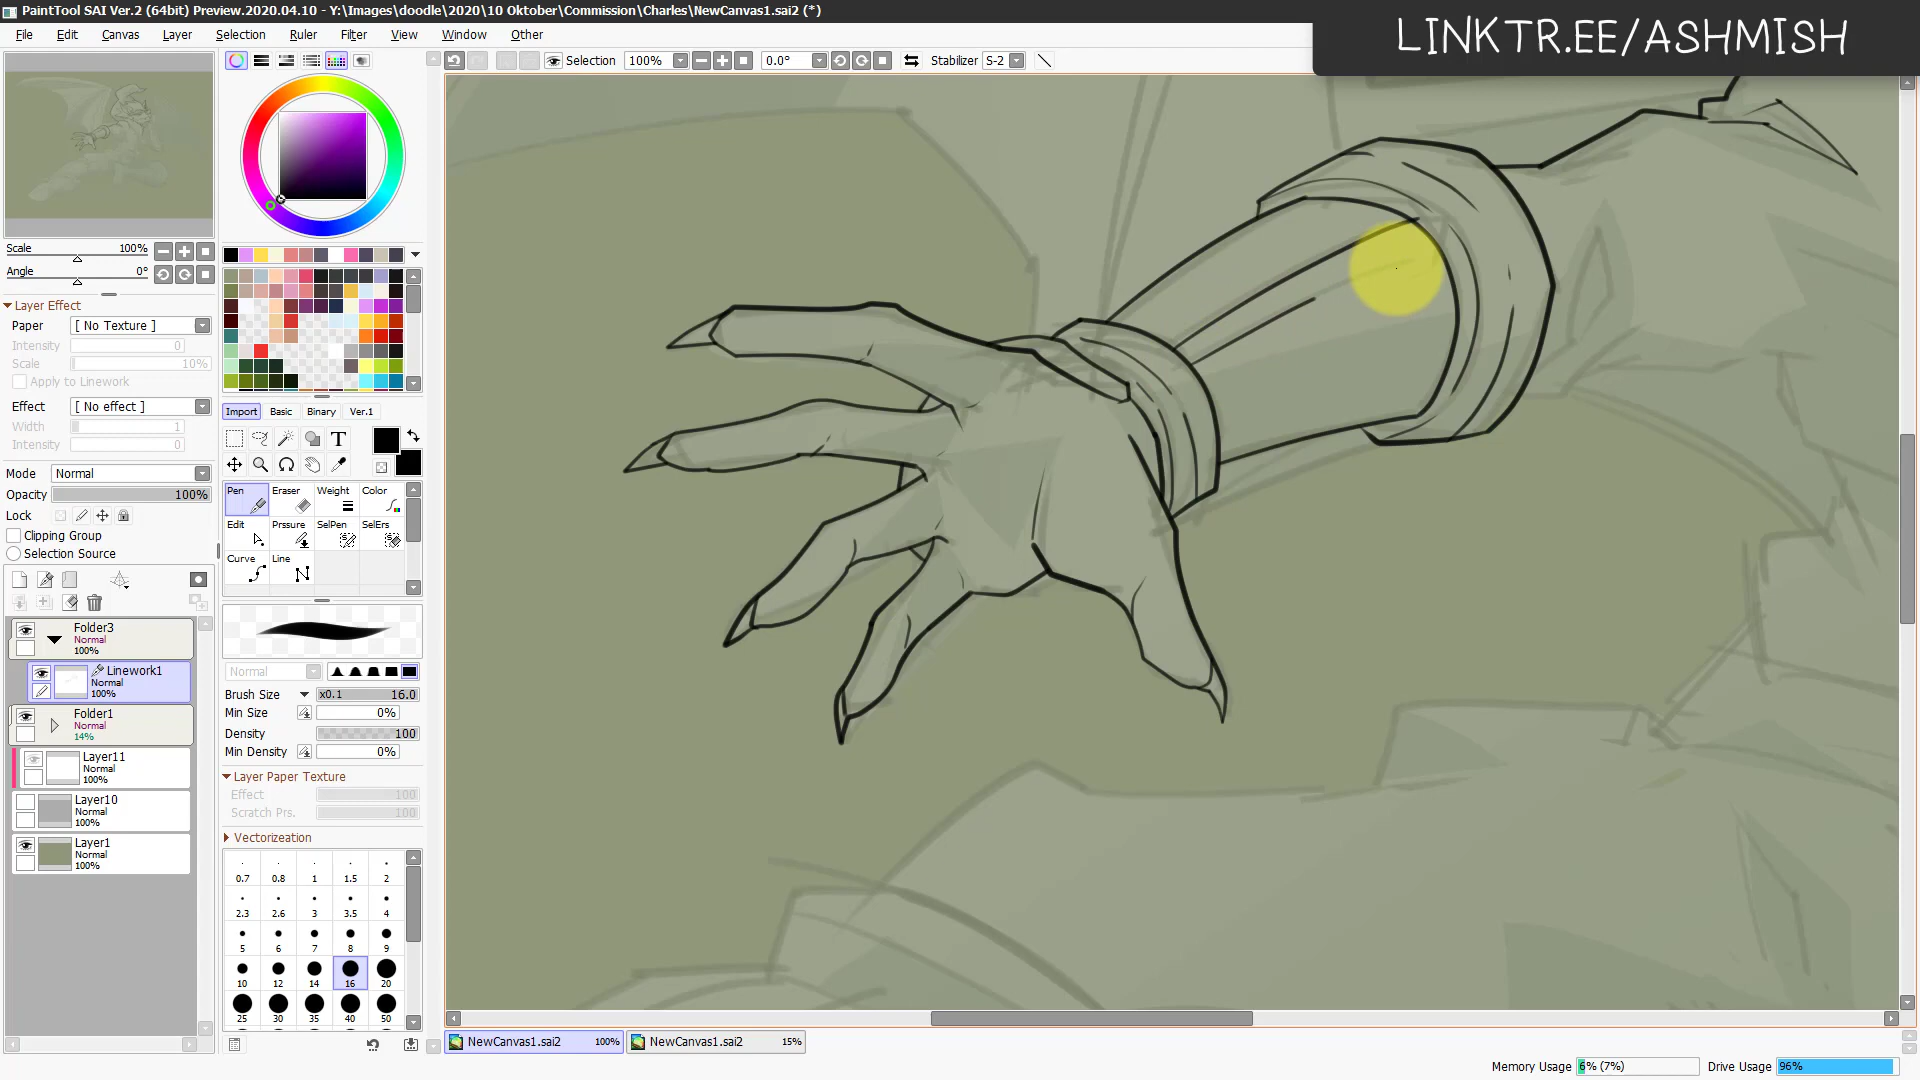 PaintTool SAI Ver.2 (64bit) Preview.2020.04.10 - Y:\Images\doodle\2020\10 Oktober\Commission\Charles\NewCanvas1.sai2 (*)
LINKTR.EE/ASHMISH
File Edit Canvas Layer Selection Filter Ruler View Window Other
Selection 100% 0.0° Stabilizer S-2
Scale 100%
Angle 0°
Layer Effect
Paper [ No Texture ]
Intensity 0
Scale 10%
Apply to Linework
Effect [ No effect ]
Width 1
Intensity 0
Mode Normal
Opacity 100%
Lock
Clipping Group
Selection Source
Folder3
Normal
100%
Linework1
Normal
100%
Folder1
Normal
14%
Layer11
Normal
100%
Layer10
Normal
100%
Layer1
Normal
100%
Import Basic Binary Ver.1
T
Pen Eraser Weight Color
Edit Prssure SelPen SelErs
Curve Line
Normal
Brush Size x0.1 16.0
Min Size 0%
Density 100
Min Density 0%
Layer Paper Texture
Effect 100
Scratch Prs. 100
Vectorization
0.7 0.8 1 1.5 2
2.3 2.6 3 3.5 4
5 6 7 8 9
10 12 14 16 20
25 30 35 40 50
NewCanvas1.sai2 100% NewCanvas1.sai2 15%
Memory Usage 6% (7%) Drive Usage 96%